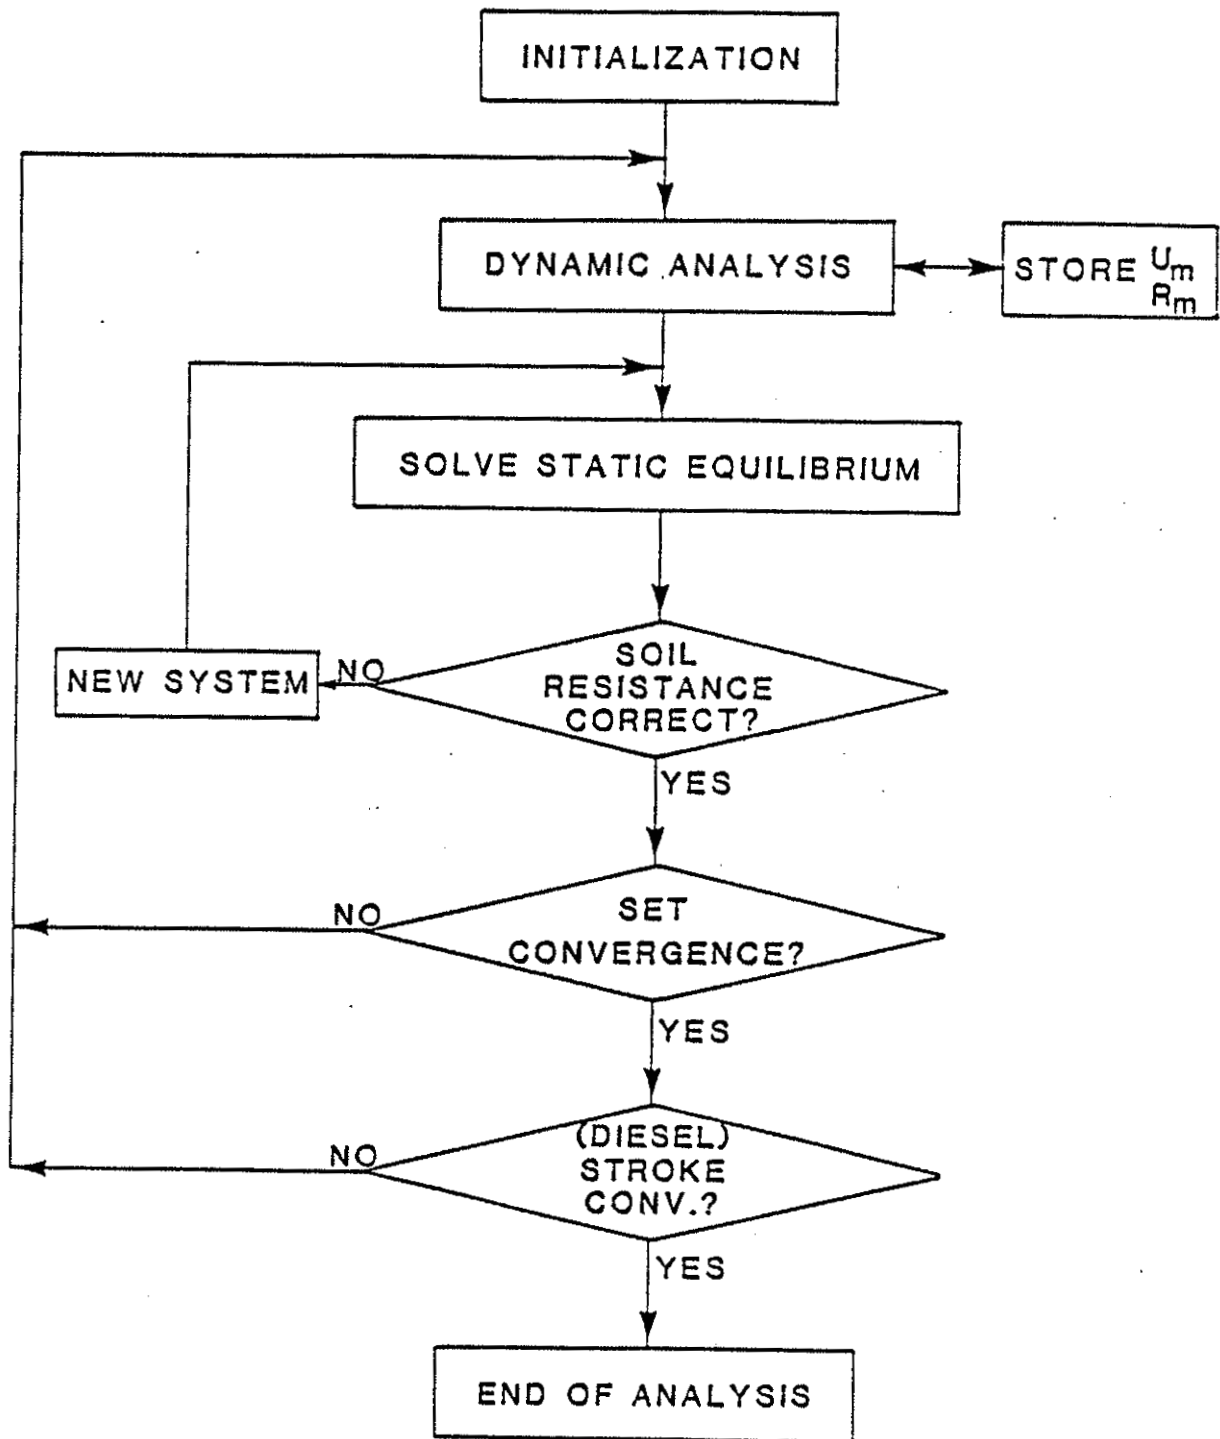 INITIALIZATION
DYNAMIC ANALYSIS
STORE Um
Rm
SOLVE STATIC EQUILIBRIUM
SOIL
RESISTANCE
CORRECT?
NO
NEW SYSTEM
YES
SET
CONVERGENCE?
NO
YES
(DIESEL)
STROKE
CONV.?
NO
YES
END OF ANALYSIS